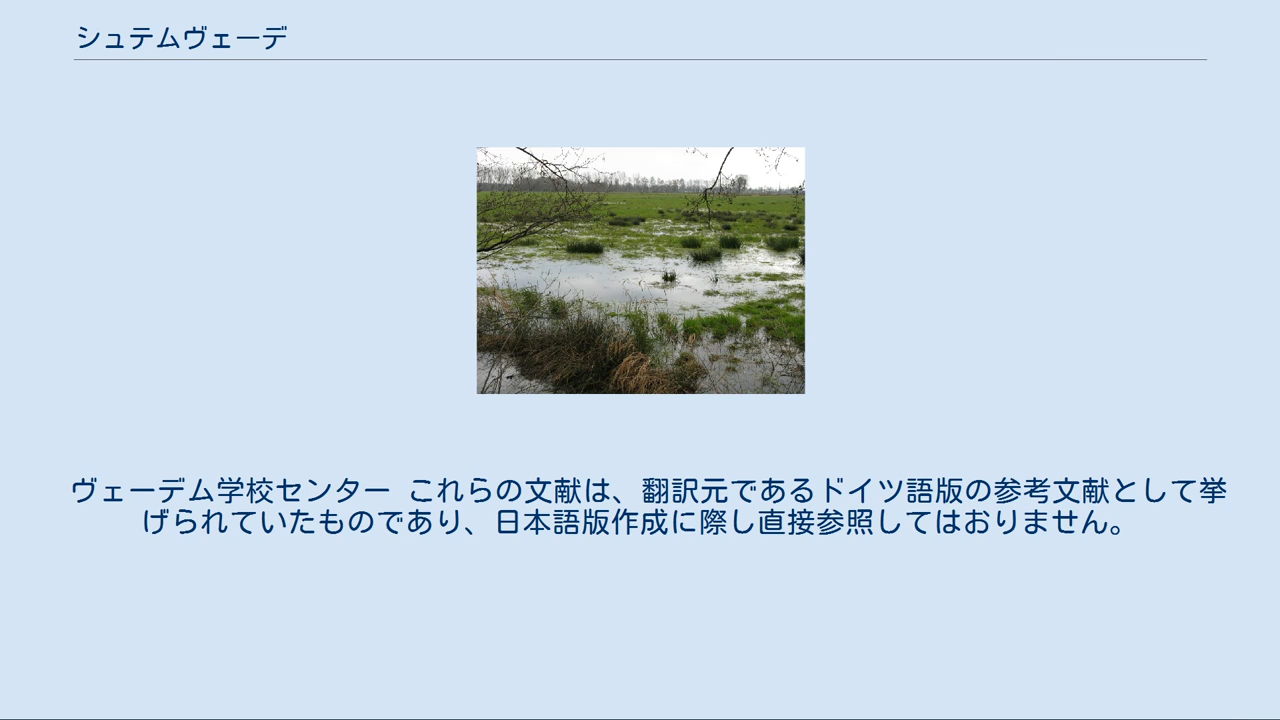 シュテムヴェーデ
ヴェーデム学校センター これらの文献は、翻訳元であるドイツ語版の参考文献として挙
げられていたものであり、日本語版作成に際し直接参照してはおりません。